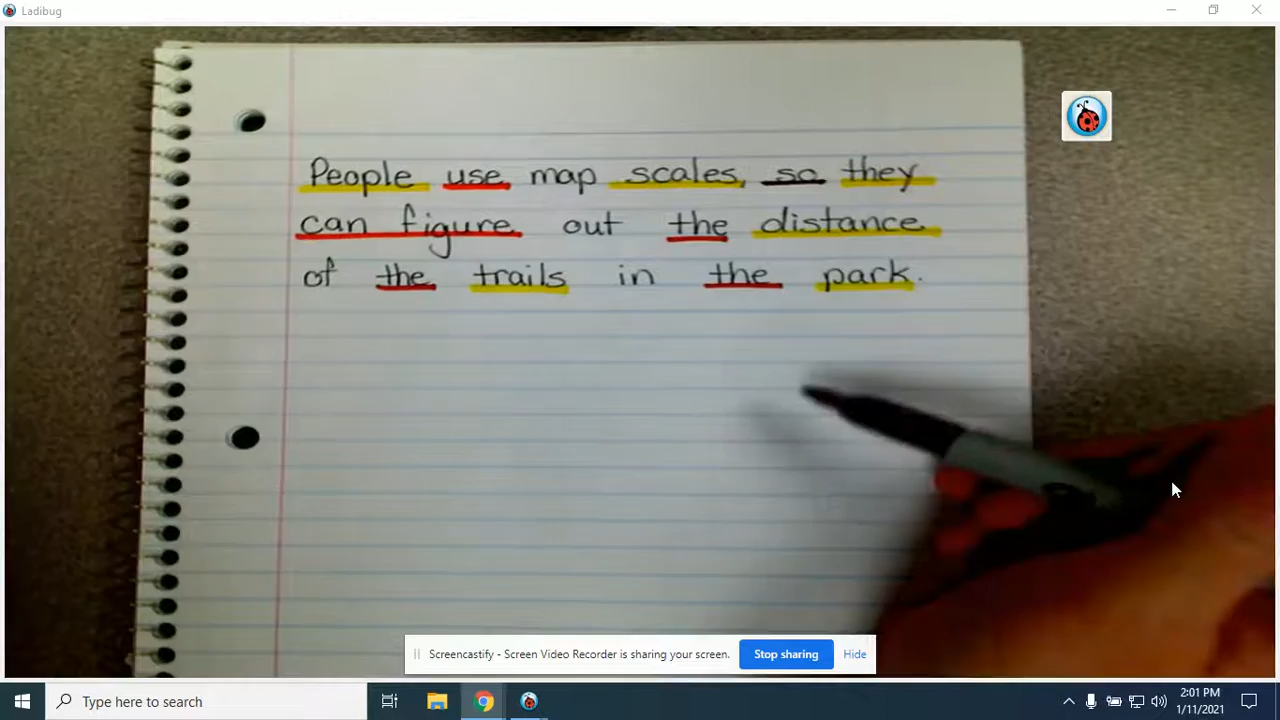 Ladibug
People use map scales, so they
can figure out the distance
of the trails in the park.
Screencastify - Screen Video Recorder is sharing your screen. Stop sharing Hide
Type here to search
2:01 PM
1/11/2021